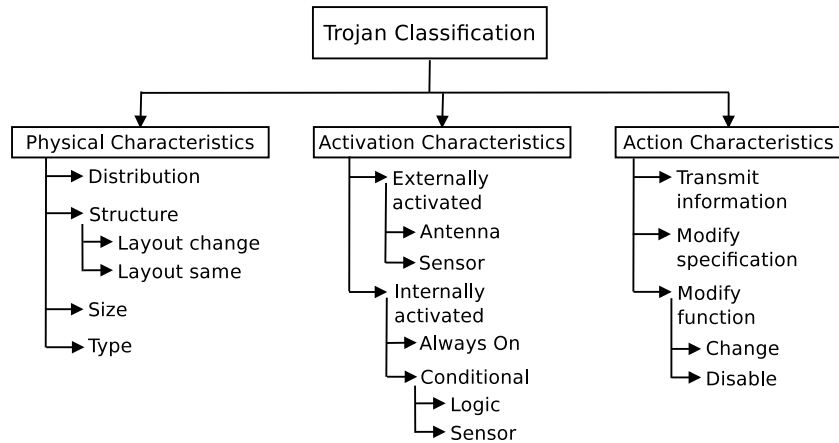 Trojan Classification
Physical Characteristics
Distribution
Structure
Layout change
Layout same
Size
Type
Activation Characteristics
Externally
activated
Antenna
Sensor
Internally
activated
Always On
Conditional
Logic
Sensor
Action Characteristics
Transmit
information
Modify
specification
Modify
function
Change
Disable